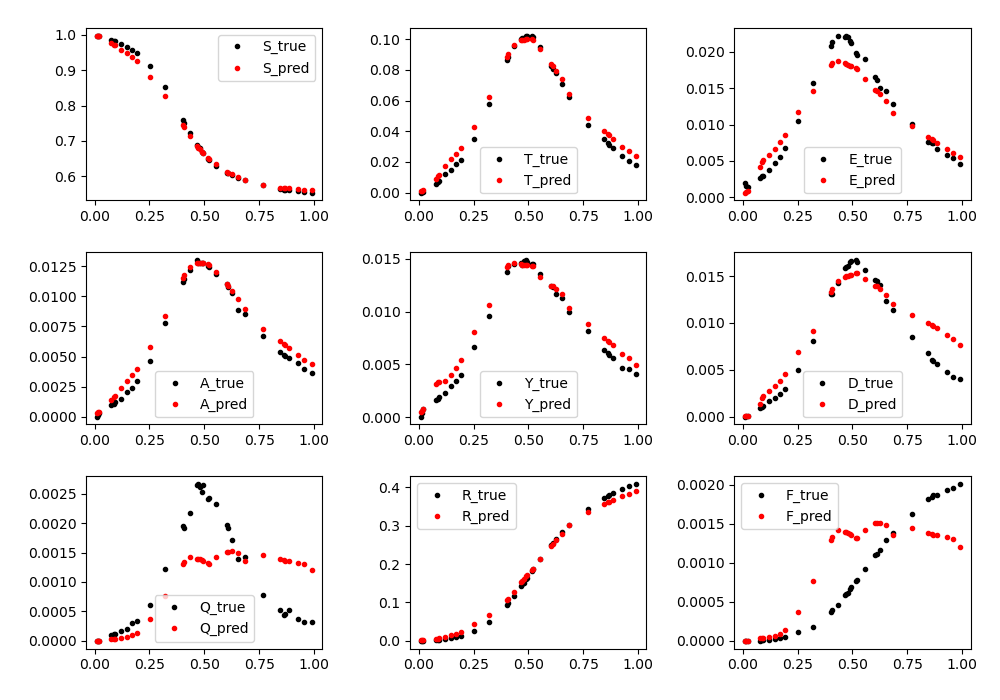 1.0
0.9
0.8
0.7
0.6
0.00 0.25 0.50 0.75 1.00
S_true
S_pred
0.10
0.08
0.06
0.04
0.02
0.00
0.00 0.25 0.50 0.75 1.00
T_true
T_pred
0.020
0.015
0.010
0.005
0.000
0.00 0.25 0.50 0.75 1.00
E_true
E_pred
0.0125
0.0100
0.0075
0.0050
0.0025
0.0000
0.00 0.25 0.50 0.75 1.00
A_true
A_pred
0.015
0.010
0.005
0.000
0.00 0.25 0.50 0.75 1.00
Y_true
Y_pred
0.015
0.010
0.005
0.000
0.00 0.25 0.50 0.75 1.00
D_true
D_pred
0.0025
0.0020
0.0015
0.0010
0.0005
0.0000
0.00 0.25 0.50 0.75 1.00
Q_true
Q_pred
0.4
0.3
0.2
0.1
0.0
0.00 0.25 0.50 0.75 1.00
R_true
R_pred
0.0020
0.0015
0.0010
0.0005
0.0000
0.00 0.25 0.50 0.75 1.00
F_true
F_pred